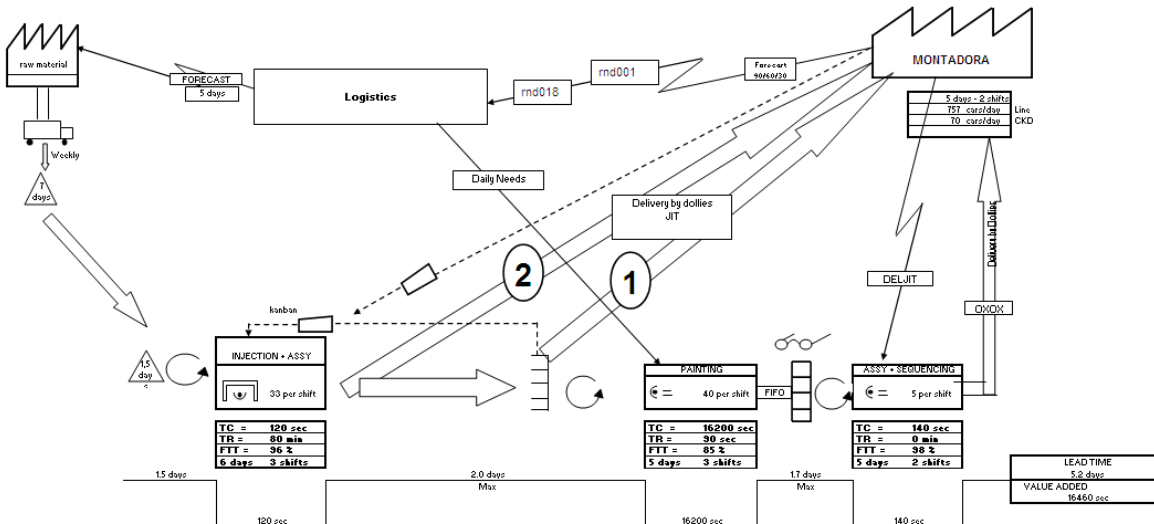 raw material
MONTADORA
FORECAST
5 days
Logistics
rnd018
rnd001
Forecart
90/60/30
5 days - 2 shifts
757 cars/day
Line
70 cars/day
CKD
Weekly
7
days
Daily Needs
Delivery by dollies
JIT
Delivery by Dollies
2
1
DELJIT
OXOX
kanban
1,5
day
s
INJECTION + ASSY
33 per shift
PAINTING
40 per shift
FIFO
ASSY + SEQUENCING
5 per shift
TC = 120 sec
TR = 80 min
FTT = 96 %
6 days 3 shifts
TC = 16200 sec
TR = 90 sec
FTT = 85 %
5 days 3 shifts
TC = 140 sec
TR = 0 min
FTT = 98 %
5 days 2 shifts
1.5 days
2.0 days
Max
1.7 days
Max
LEAD TIME
5.2 days
VALUE ADDED
16460 sec
120 sec
16200 sec
140 sec